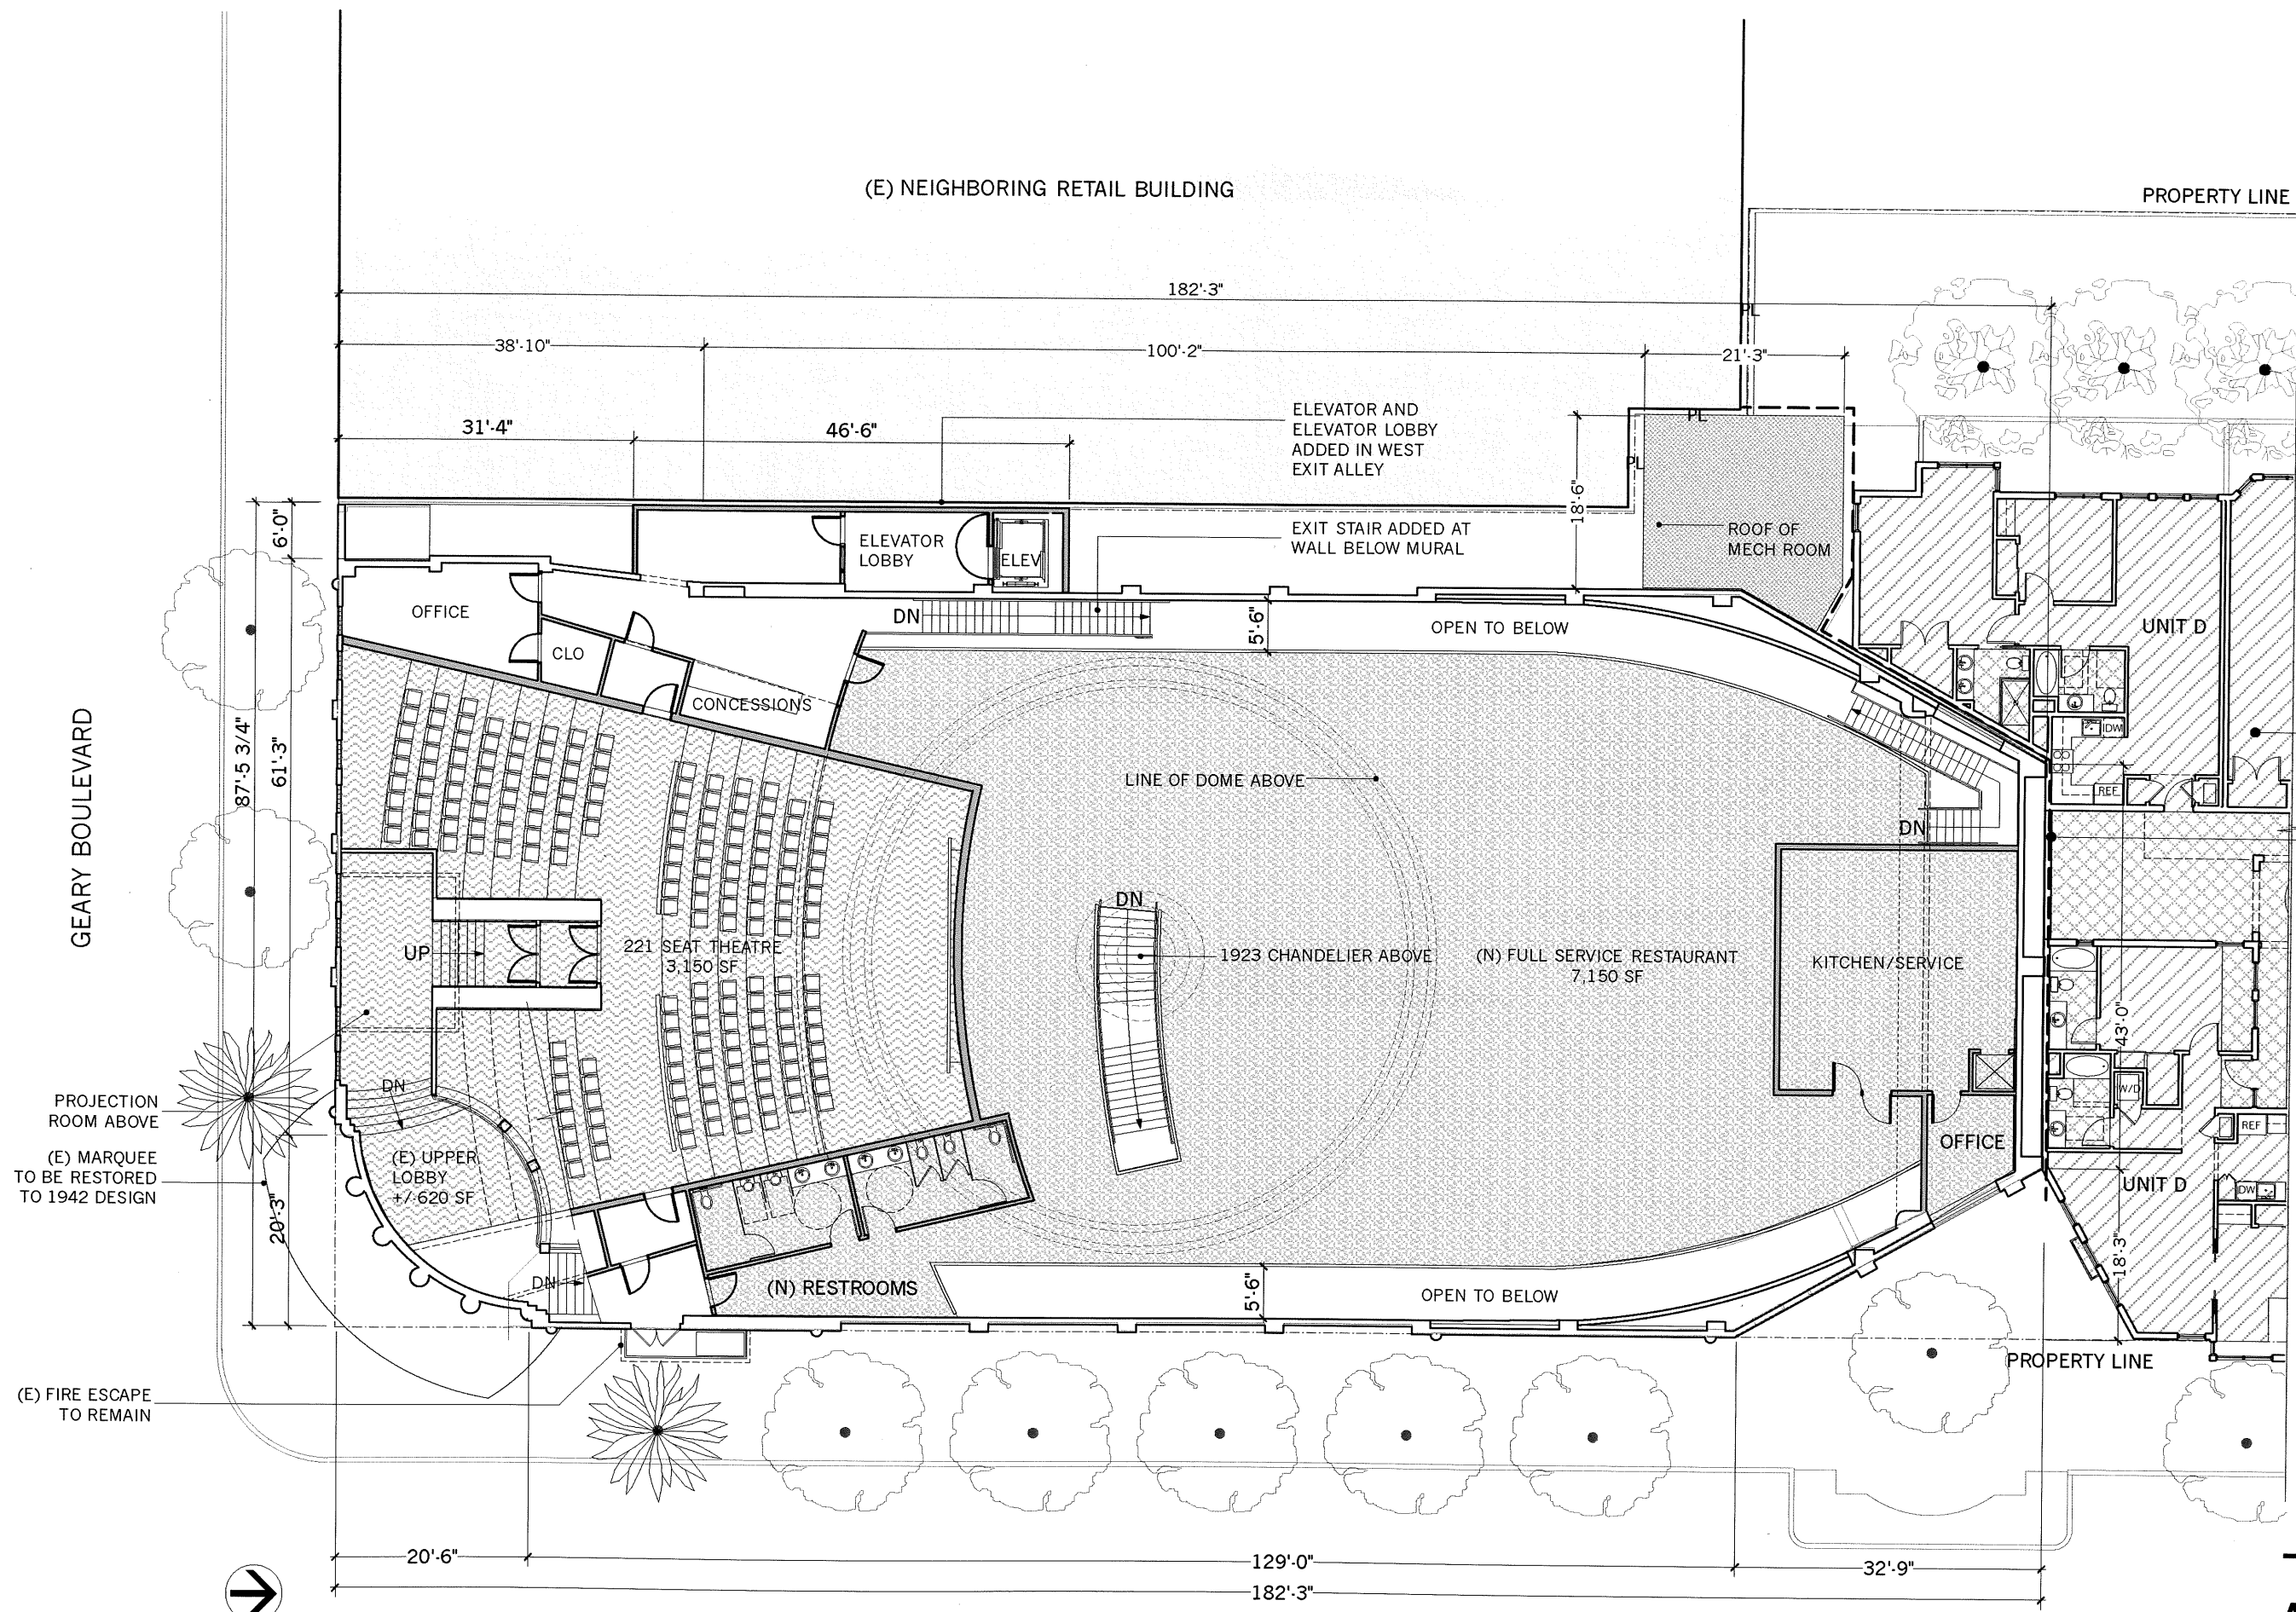 (E) NEIGHBORING RETAIL BUILDING
PROPERTY LINE
182'-3"
PL
38'-10"
100'-2"
21'-3"
31'-4"
46'-6"
ELEVATOR AND
ELEVATOR LOBBY
ADDED IN WEST
EXIT ALLEY
PL
PL
18'-6"
6'-0"
EXIT STAIR ADDED AT
WALL BELOW MURAL
ROOF OF
MECH ROOM
ELEVATOR
LOBBY
ELEV
OFFICE
DN
5'-6"
OPEN TO BELOW
UNIT D
CLO
CONCESSIONS
DW
GEARY BOULEVARD
87'-5 3/4"
61'-3"
LINE OF DOME ABOVE
REF
DN
DN
UP
221 SEAT THEATRE
3,150 SF
1923 CHANDELIER ABOVE
(N) FULL SERVICE RESTAURANT
7,150 SF
KITCHEN/SERVICE
43'-0"
DN
W/D
PROJECTION
ROOM ABOVE
REF
OFFICE
(E) MARQUEE
TO BE RESTORED
TO 1942 DESIGN
(E) UPPER
LOBBY
+/-620 SF
UNIT D
DW
20'-3"
18'-3"
DN
(N) RESTROOMS
5'-6"
OPEN TO BELOW
PROPERTY LINE
(E) FIRE ESCAPE
TO REMAIN
20'-6"
129'-0"
32'-9"
182'-3"